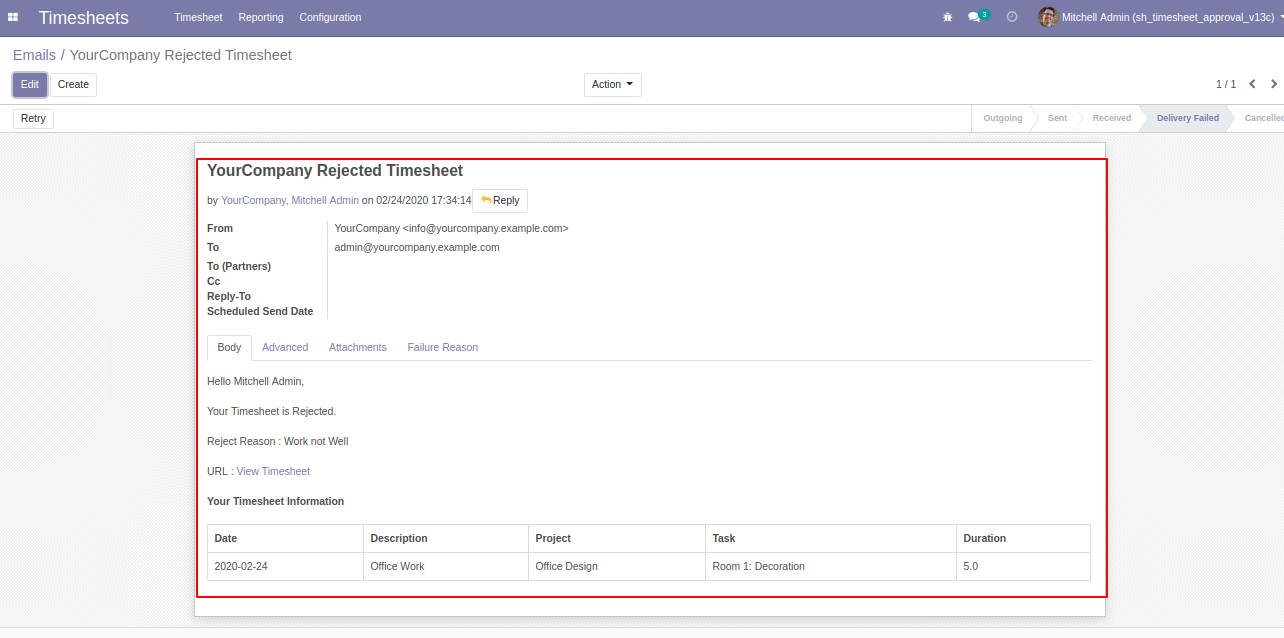 Timesheets Timesheet Reporting Configuration 3 Mitchell Admin (sh_timesheet_approval_v13c)
Emails / YourCompany Rejected Timesheet
Edit Create Action 1 / 1
Retry Outgoing Sent Received Delivery Failed Cancelled
YourCompany Rejected Timesheet
by YourCompany, Mitchell Admin on 02/24/2020 17:34:14 Reply
From YourCompany <info@yourcompany.example.com>
To admin@yourcompany.example.com
To (Partners)
Cc
Reply-To
Scheduled Send Date
Body Advanced Attachments Failure Reason
Hello Mitchell Admin,
Your Timesheet is Rejected.
Reject Reason : Work not Well
URL : View Timesheet
Your Timesheet Information
Date Description Project Task Duration
2020-02-24 Office Work Office Design Room 1: Decoration 5.0